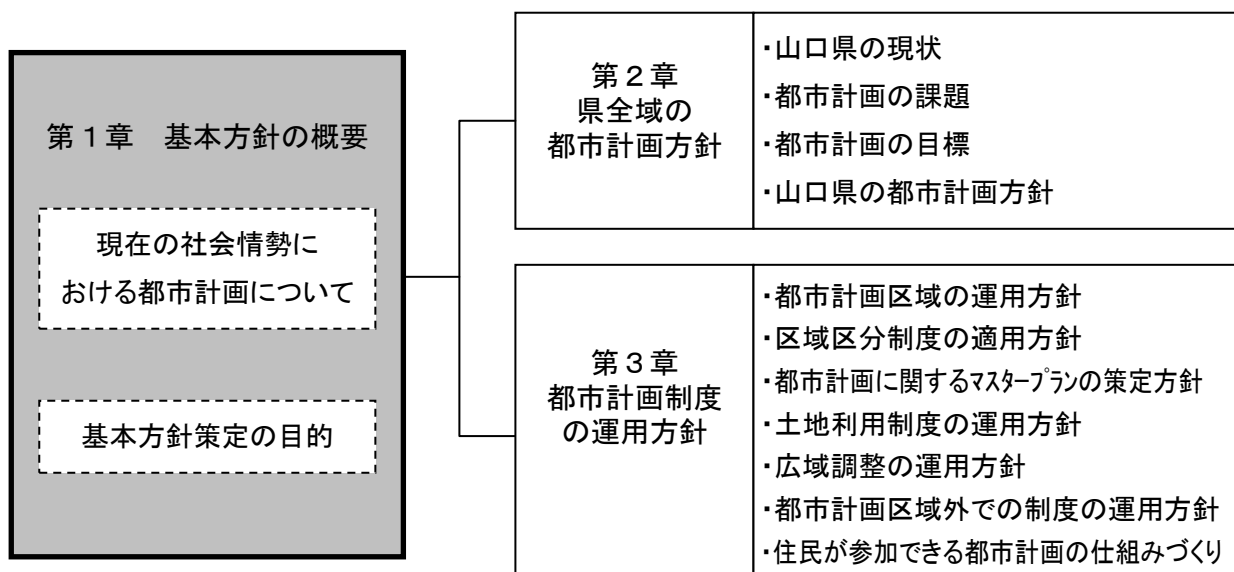 第1章　基本方針の概要
現在の社会情勢に
おける都市計画について
基本方針策定の目的
第2章
県全域の
都市計画方針
・山口県の現状
・都市計画の課題
・都市計画の目標
・山口県の都市計画方針
第3章
都市計画制度
の運用方針
・都市計画区域の運用方針
・区域区分制度の適用方針
・都市計画に関するマスタープランの策定方針
・土地利用制度の運用方針
・広域調整の運用方針
・都市計画区域外での制度の運用方針
・住民が参加できる都市計画の仕組みづくり